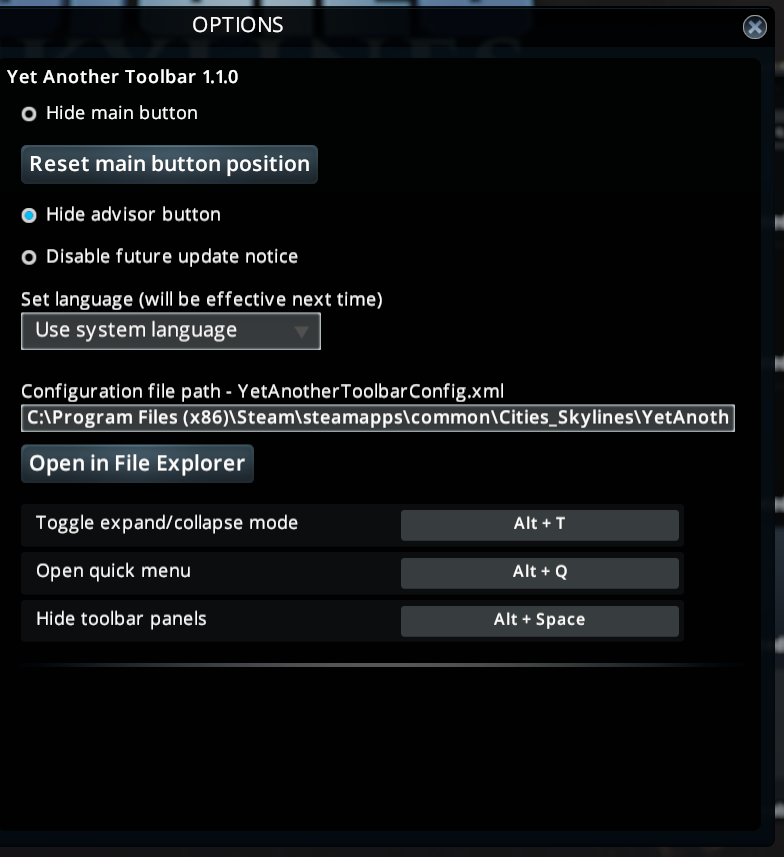 OPTIONS
Yet Another Toolbar 1.1.0
Hide main button
Reset main button position
Hide advisor button
Disable future update notice
Set language (will be effective next time)
Use system language
Configuration file path - YetAnotherToolbarConfig.xml
C:\Program Files (x86)\Steam\steamapps\common\Cities_Skylines\YetAnoth
Open in File Explorer
Toggle expand/collapse mode
Alt + T
Open quick menu
Alt + Q
Hide toolbar panels
Alt + Space